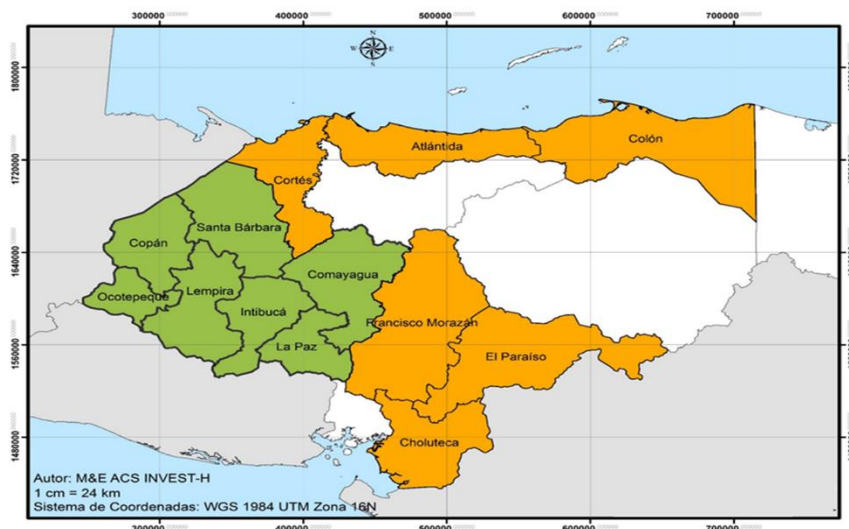 300000 400000 500000 600000 700000
1800000
1720000
1640000
1560000
1480000
Atlántida
Colón
Cortés
Santa Bárbara
Copán
Comayagua
Ocotepeque
Lempira
Intibucá
Francisco Morazán
La Paz
El Paraíso
Choluteca
N
W E
S
Autor: M&E ACS INVEST-H
1 cm = 24 km
Sistema de Coordenadas: WGS 1984 UTM Zona 16N
300000 400000 500000 600000 700000